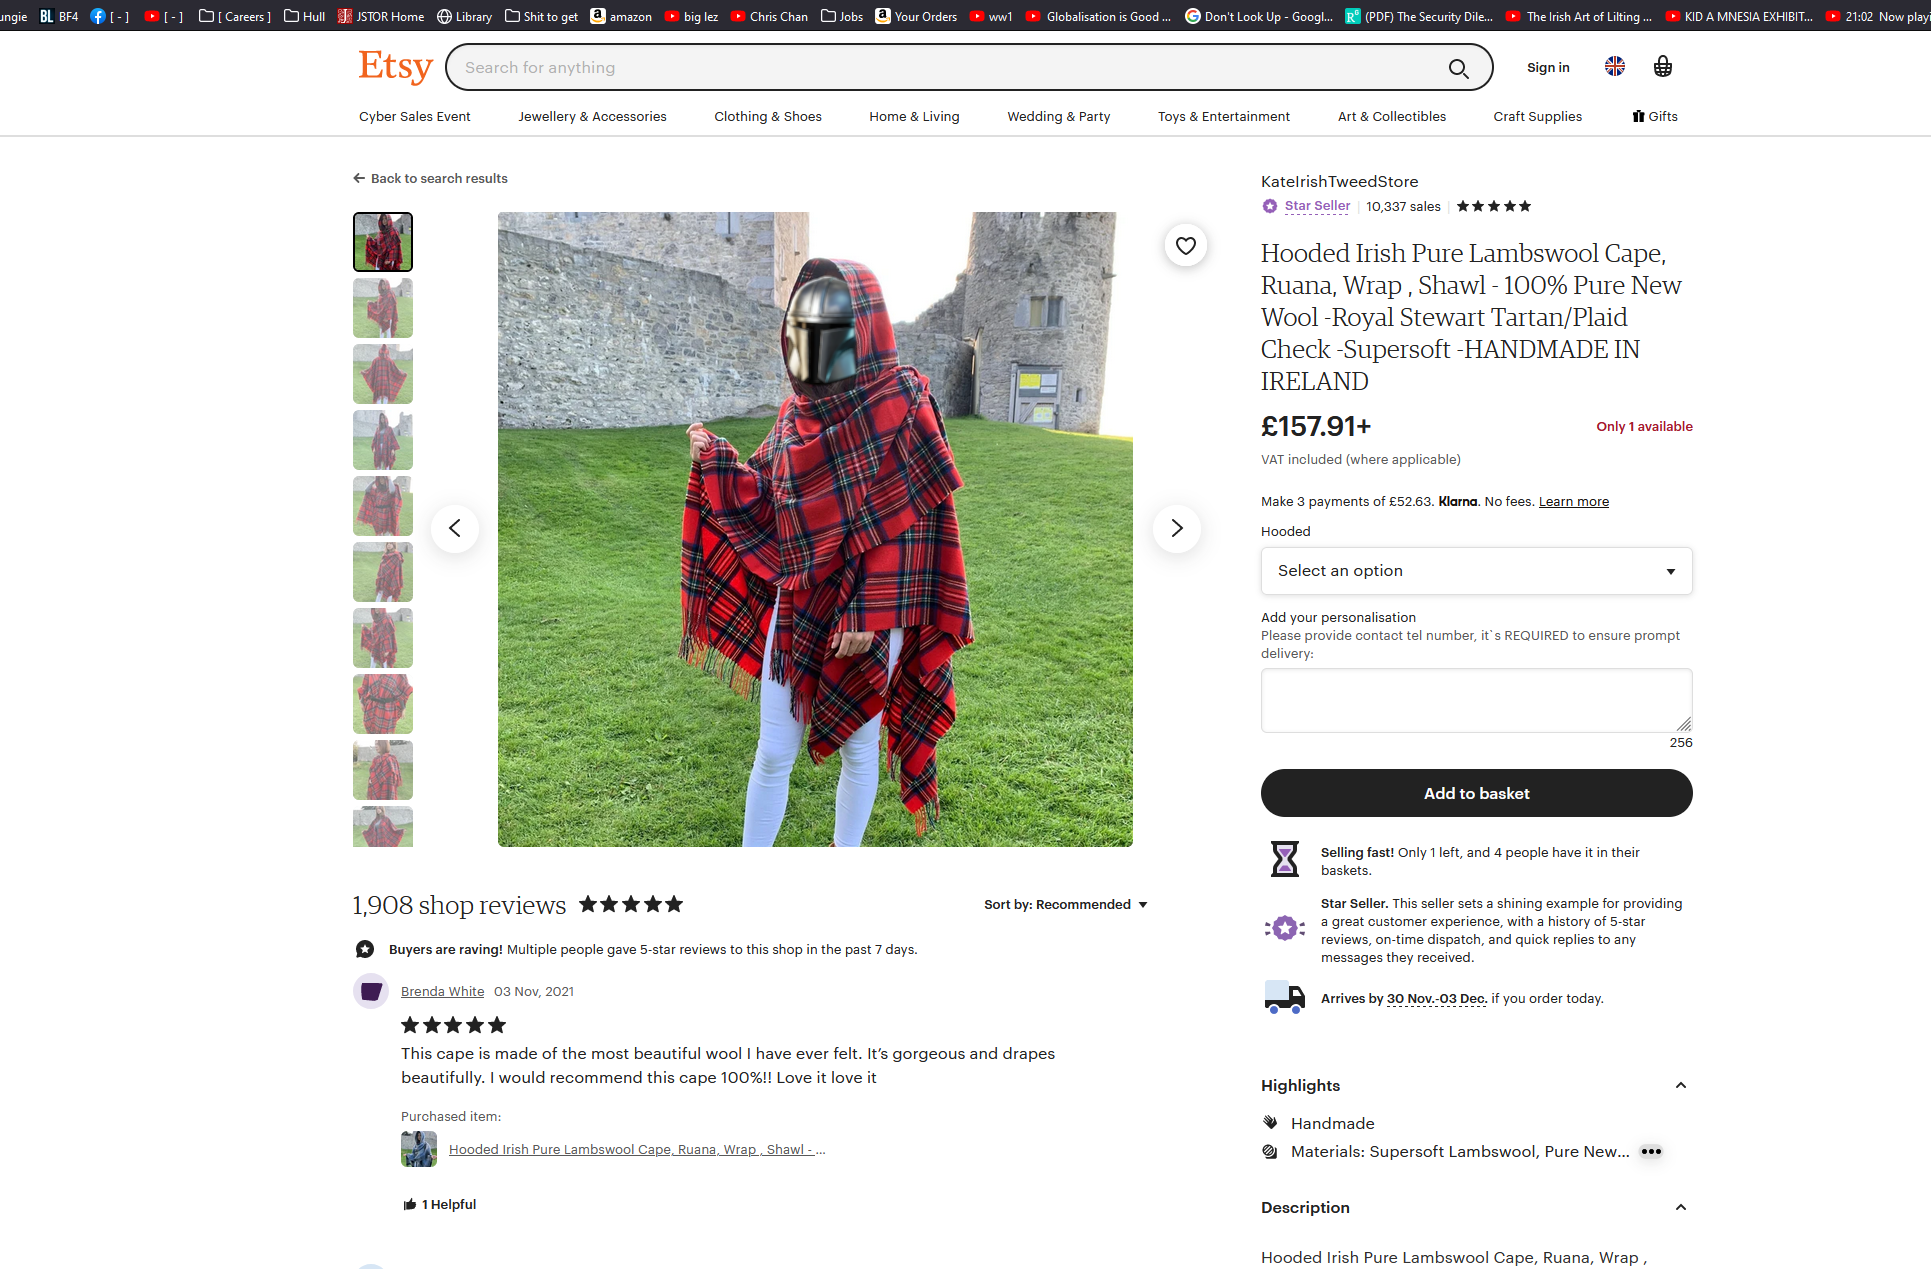 ungie BL BF4 [ - ] [ - ] [ Careers ] Hull JSTOR Home Library Shit to get amazon big lez Chris Chan Jobs Your Orders ww1 Globalisation is Good ... Don't Look Up - Googl... (PDF) The Security Dile... The Irish Art of Lilting ... KID A MNESIA EXHIBIT... 21:02 Now playi
Etsy
Search for anything
Sign in
Cyber Sales Event
Jewellery & Accessories
Clothing & Shoes
Home & Living
Wedding & Party
Toys & Entertainment
Art & Collectibles
Craft Supplies
Gifts
Back to search results
KateIrishTweedStore
Star Seller | 10,337 sales |
Hooded Irish Pure Lambswool Cape,
Ruana, Wrap , Shawl - 100% Pure New
Wool -Royal Stewart Tartan/Plaid
Check -Supersoft -HANDMADE IN
IRELAND
£157.91+
Only 1 available
VAT included (where applicable)
Make 3 payments of £52.63. Klarna. No fees. Learn more
Hooded
Select an option
Add your personalisation
Please provide contact tel number, it`s REQUIRED to ensure prompt
delivery:
256
Add to basket
Selling fast! Only 1 left, and 4 people have it in their
baskets.
Star Seller. This seller sets a shining example for providing
a great customer experience, with a history of 5-star
reviews, on-time dispatch, and quick replies to any
messages they received.
Arrives by 30 Nov.-03 Dec. if you order today.
Highlights
Handmade
Materials: Supersoft Lambswool, Pure New...
Description
Hooded Irish Pure Lambswool Cape, Ruana, Wrap ,
1,908 shop reviews
Sort by: Recommended
Buyers are raving! Multiple people gave 5-star reviews to this shop in the past 7 days.
Brenda White 03 Nov, 2021
This cape is made of the most beautiful wool I have ever felt. It’s gorgeous and drapes
beautifully. I would recommend this cape 100%!! Love it love it
Purchased item:
Hooded Irish Pure Lambswool Cape, Ruana, Wrap , Shawl - ...
1 Helpful